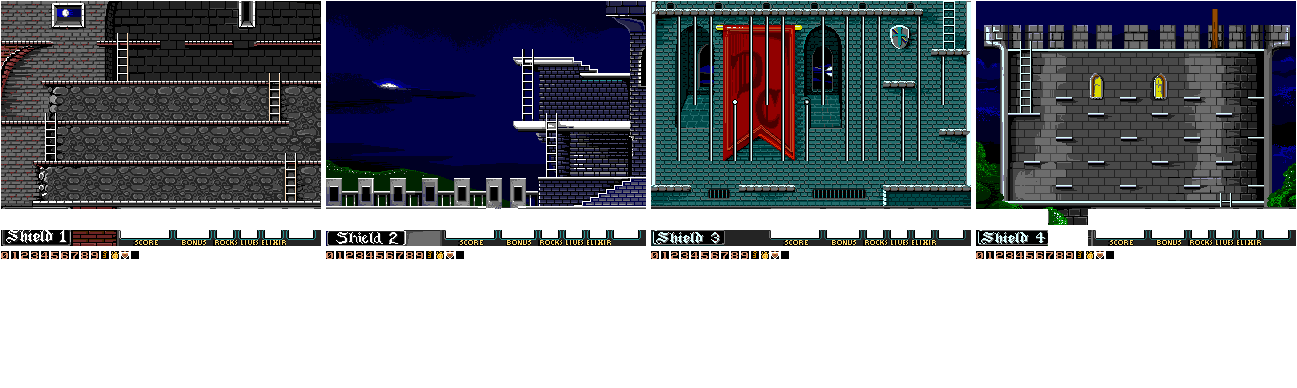 Shield 1
SCORE BONUS ROCKS LIVES ELIXIR
0123456789
Shield 2
SCORE BONUS ROCKS LIVES ELIXIR
0123456789
Shield 3
SCORE BONUS ROCKS LIVES ELIXIR
0123456789
Shield 4
SCORE BONUS ROCKS LIVES ELIXIR
0123456789